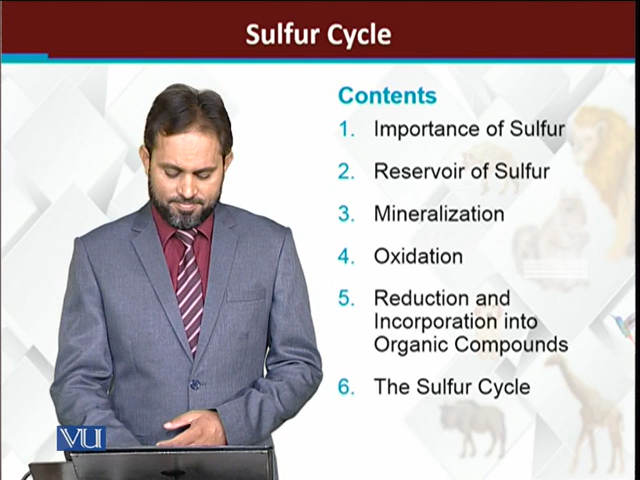 Sulfur Cycle
Contents
1. Importance of Sulfur
2. Reservoir of Sulfur
3. Mineralization
4. Oxidation
5. Reduction and
Incorporation into
Organic Compounds
6. The Sulfur Cycle
VU